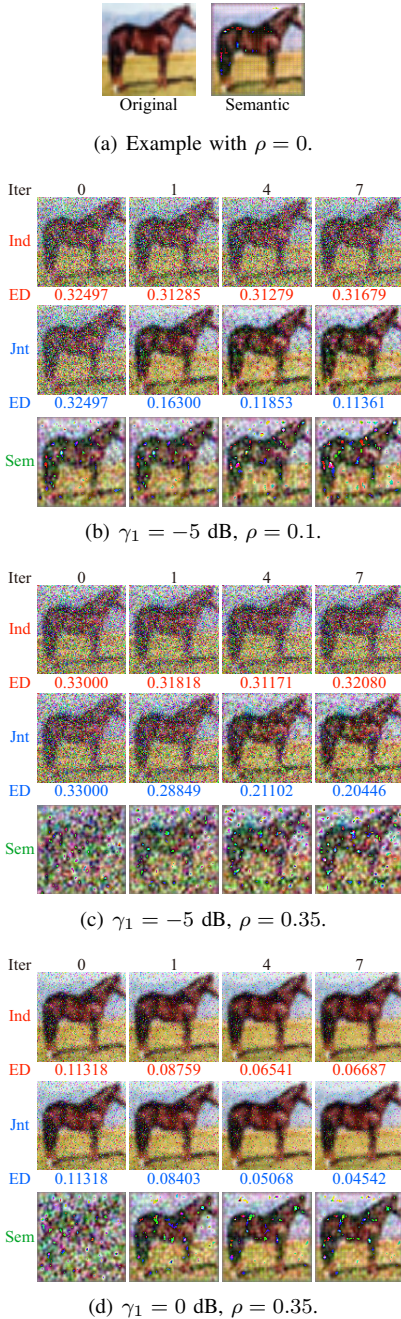 Original Semantic
(a) Example with ρ = 0.
Iter 0 1 4 7
Ind
ED 0.32497 0.31285 0.31279 0.31679
Jnt
ED 0.32497 0.16300 0.11853 0.11361
Sem
(b) γ₁ = −5 dB, ρ = 0.1.
Iter 0 1 4 7
Ind
ED 0.33000 0.31818 0.31171 0.32080
Jnt
ED 0.33000 0.28849 0.21102 0.20446
Sem
(c) γ₁ = −5 dB, ρ = 0.35.
Iter 0 1 4 7
Ind
ED 0.11318 0.08759 0.06541 0.06687
Jnt
ED 0.11318 0.08403 0.05068 0.04542
Sem
(d) γ₁ = 0 dB, ρ = 0.35.